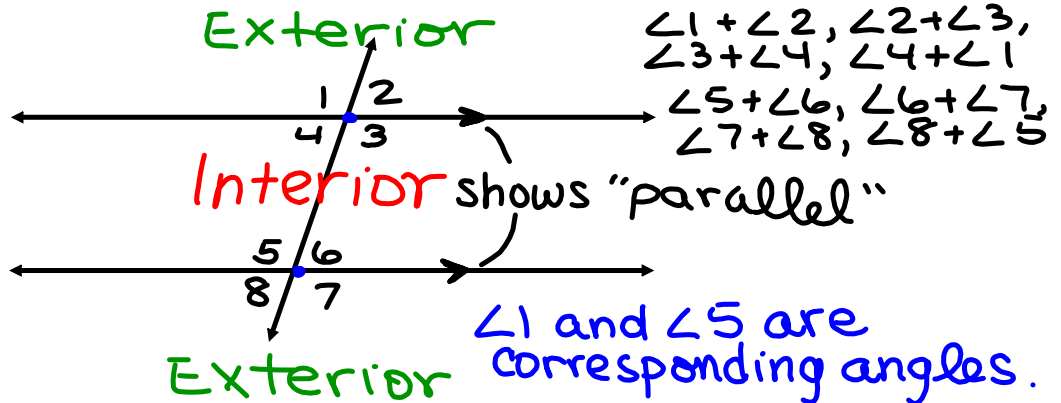 Exterior
∠1 + ∠2, ∠2 + ∠3,
∠3 + ∠4, ∠4 + ∠1
∠5 + ∠6, ∠6 + ∠7,
∠7 + ∠8, ∠8 + ∠5
1 2
4 3
Interior shows "parallel"
5 6
8 7
∠1 and ∠5 are
corresponding angles.
Exterior